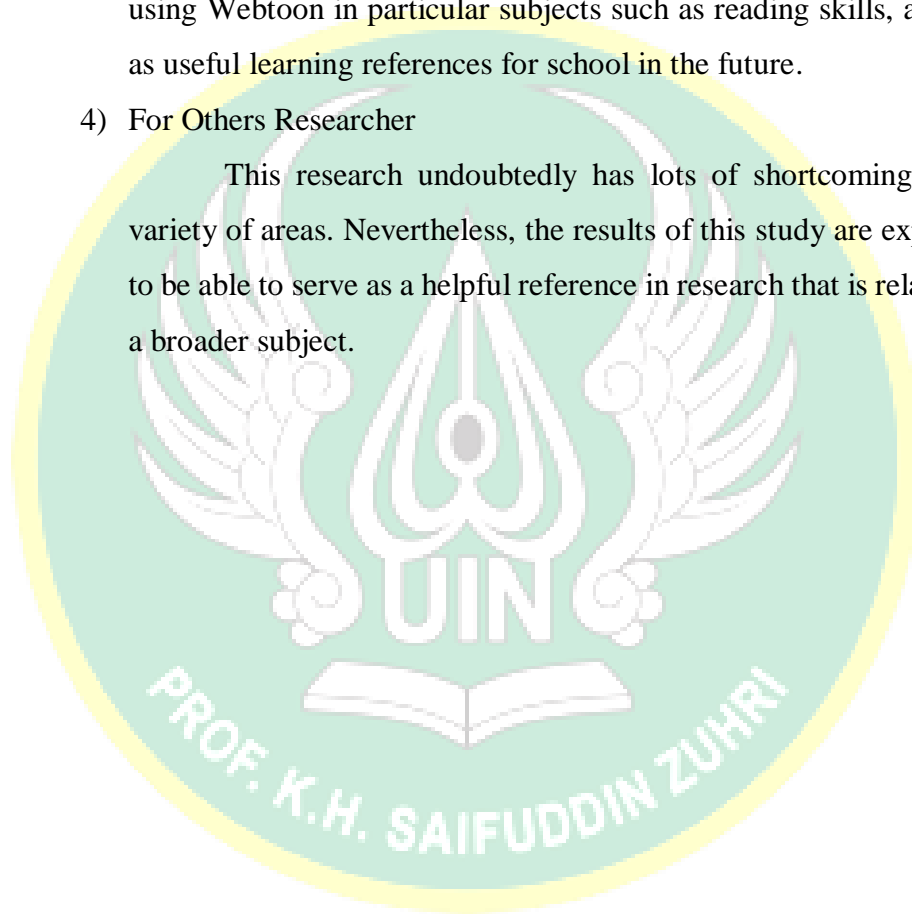 using Webtoon in particular subjects such as reading skills,
as useful learning references for school in the future.
4) For Others Researcher
This research undoubtedly has lots of shortcoming
variety of areas. Nevertheless, the results of this study are
to be able to serve as a helpful reference in research that is
a broader subject.
UIN
PROF. K.H. SAIFUDDIN ZUHRI